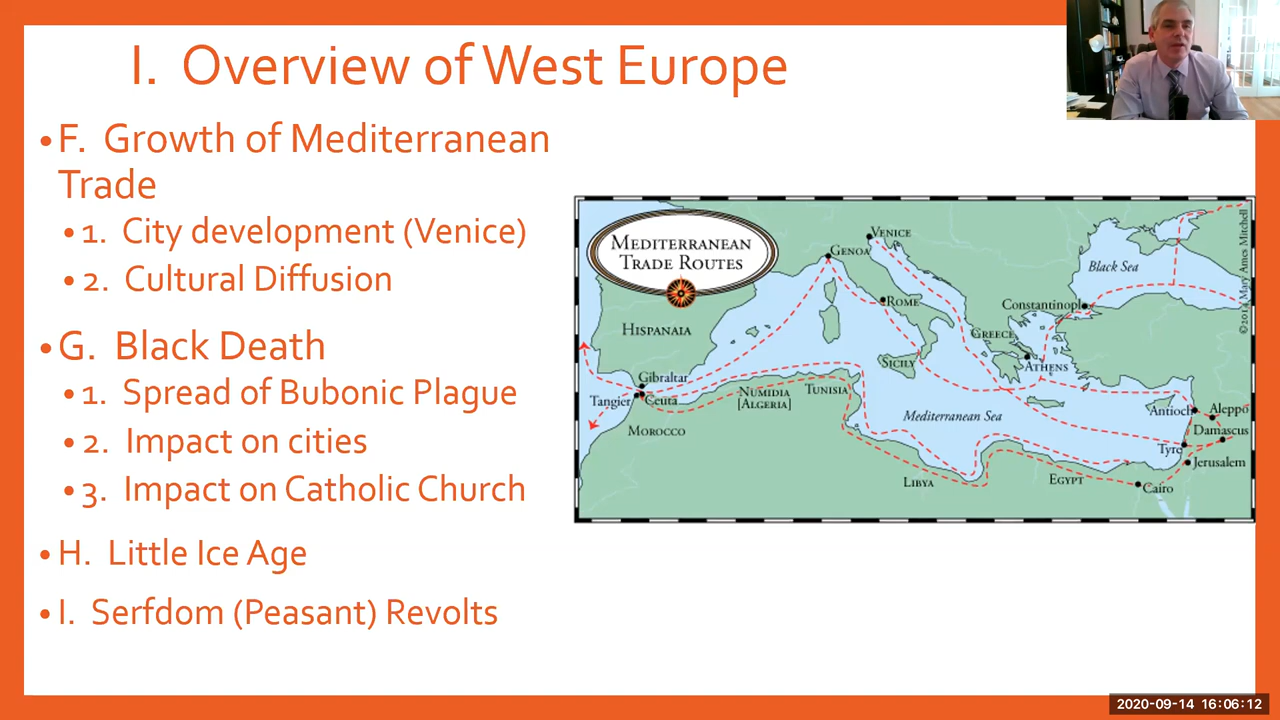 I. Overview of West Europe
•F. Growth of Mediterranean
Trade
•1. City development (Venice)
•2. Cultural Diffusion
•G. Black Death
•1. Spread of Bubonic Plague
•2. Impact on cities
•3. Impact on Catholic Church
•H. Little Ice Age
•I. Serfdom (Peasant) Revolts
MEDITERRANEAN
TRADE ROUTES
VENICE
GENOA
ROME
HISPANAIA
Black Sea
Constantinopl
GREECE
ATHENS
SICILY
Gibraltar
Tangier
Ceuta
NUMIDIA
[ALGERIA]
TUNISIA
MOROCCO
Mediterranean Sea
Antioch
Aleppo
Damascus
Tyre
Jerusalem
LIBYA
EGYPT
Cairo
©2014 Mary Ames Mitchell
2020-09-14 16:06:12